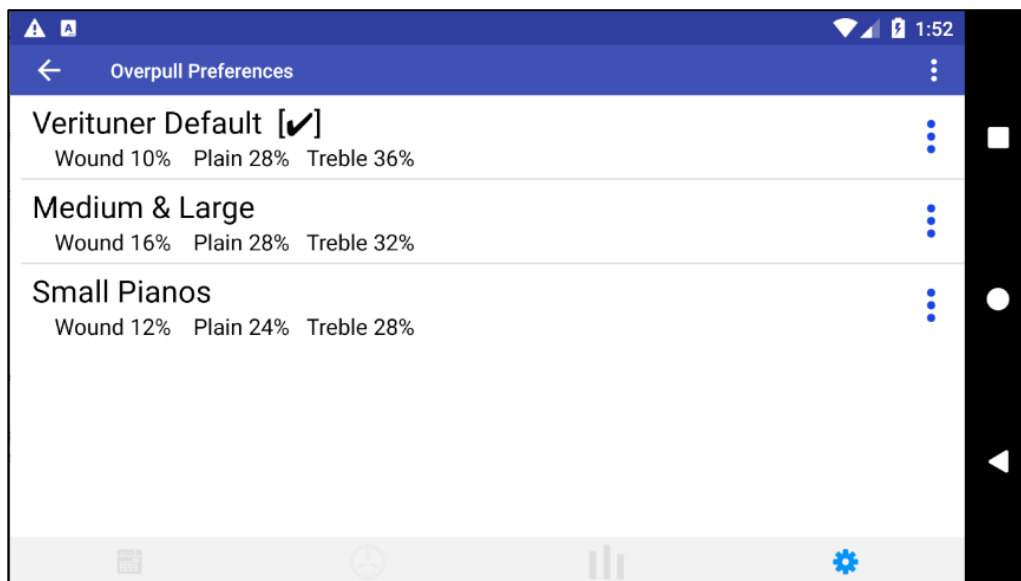 1:52
Overpull Preferences
Verituner Default [✔]
Wound 10% Plain 28% Treble 36%
Medium & Large
Wound 16% Plain 28% Treble 32%
Small Pianos
Wound 12% Plain 24% Treble 28%